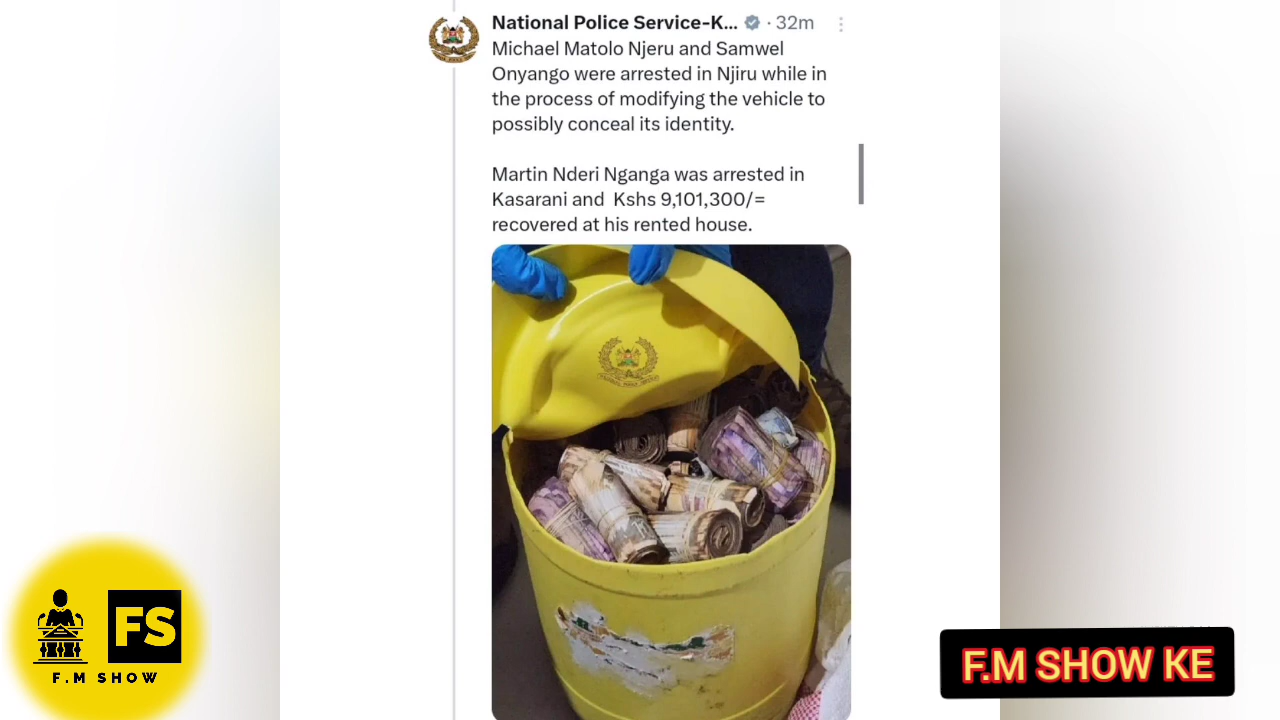 National Police Service-K... · 32m
Michael Matolo Njeru and Samwel
Onyango were arrested in Njiru while in
the process of modifying the vehicle to
possibly conceal its identity.
Martin Nderi Nganga was arrested in
Kasarani and Kshs 9,101,300/=
recovered at his rented house.
FS
F.M SHOW
F.M SHOW KE